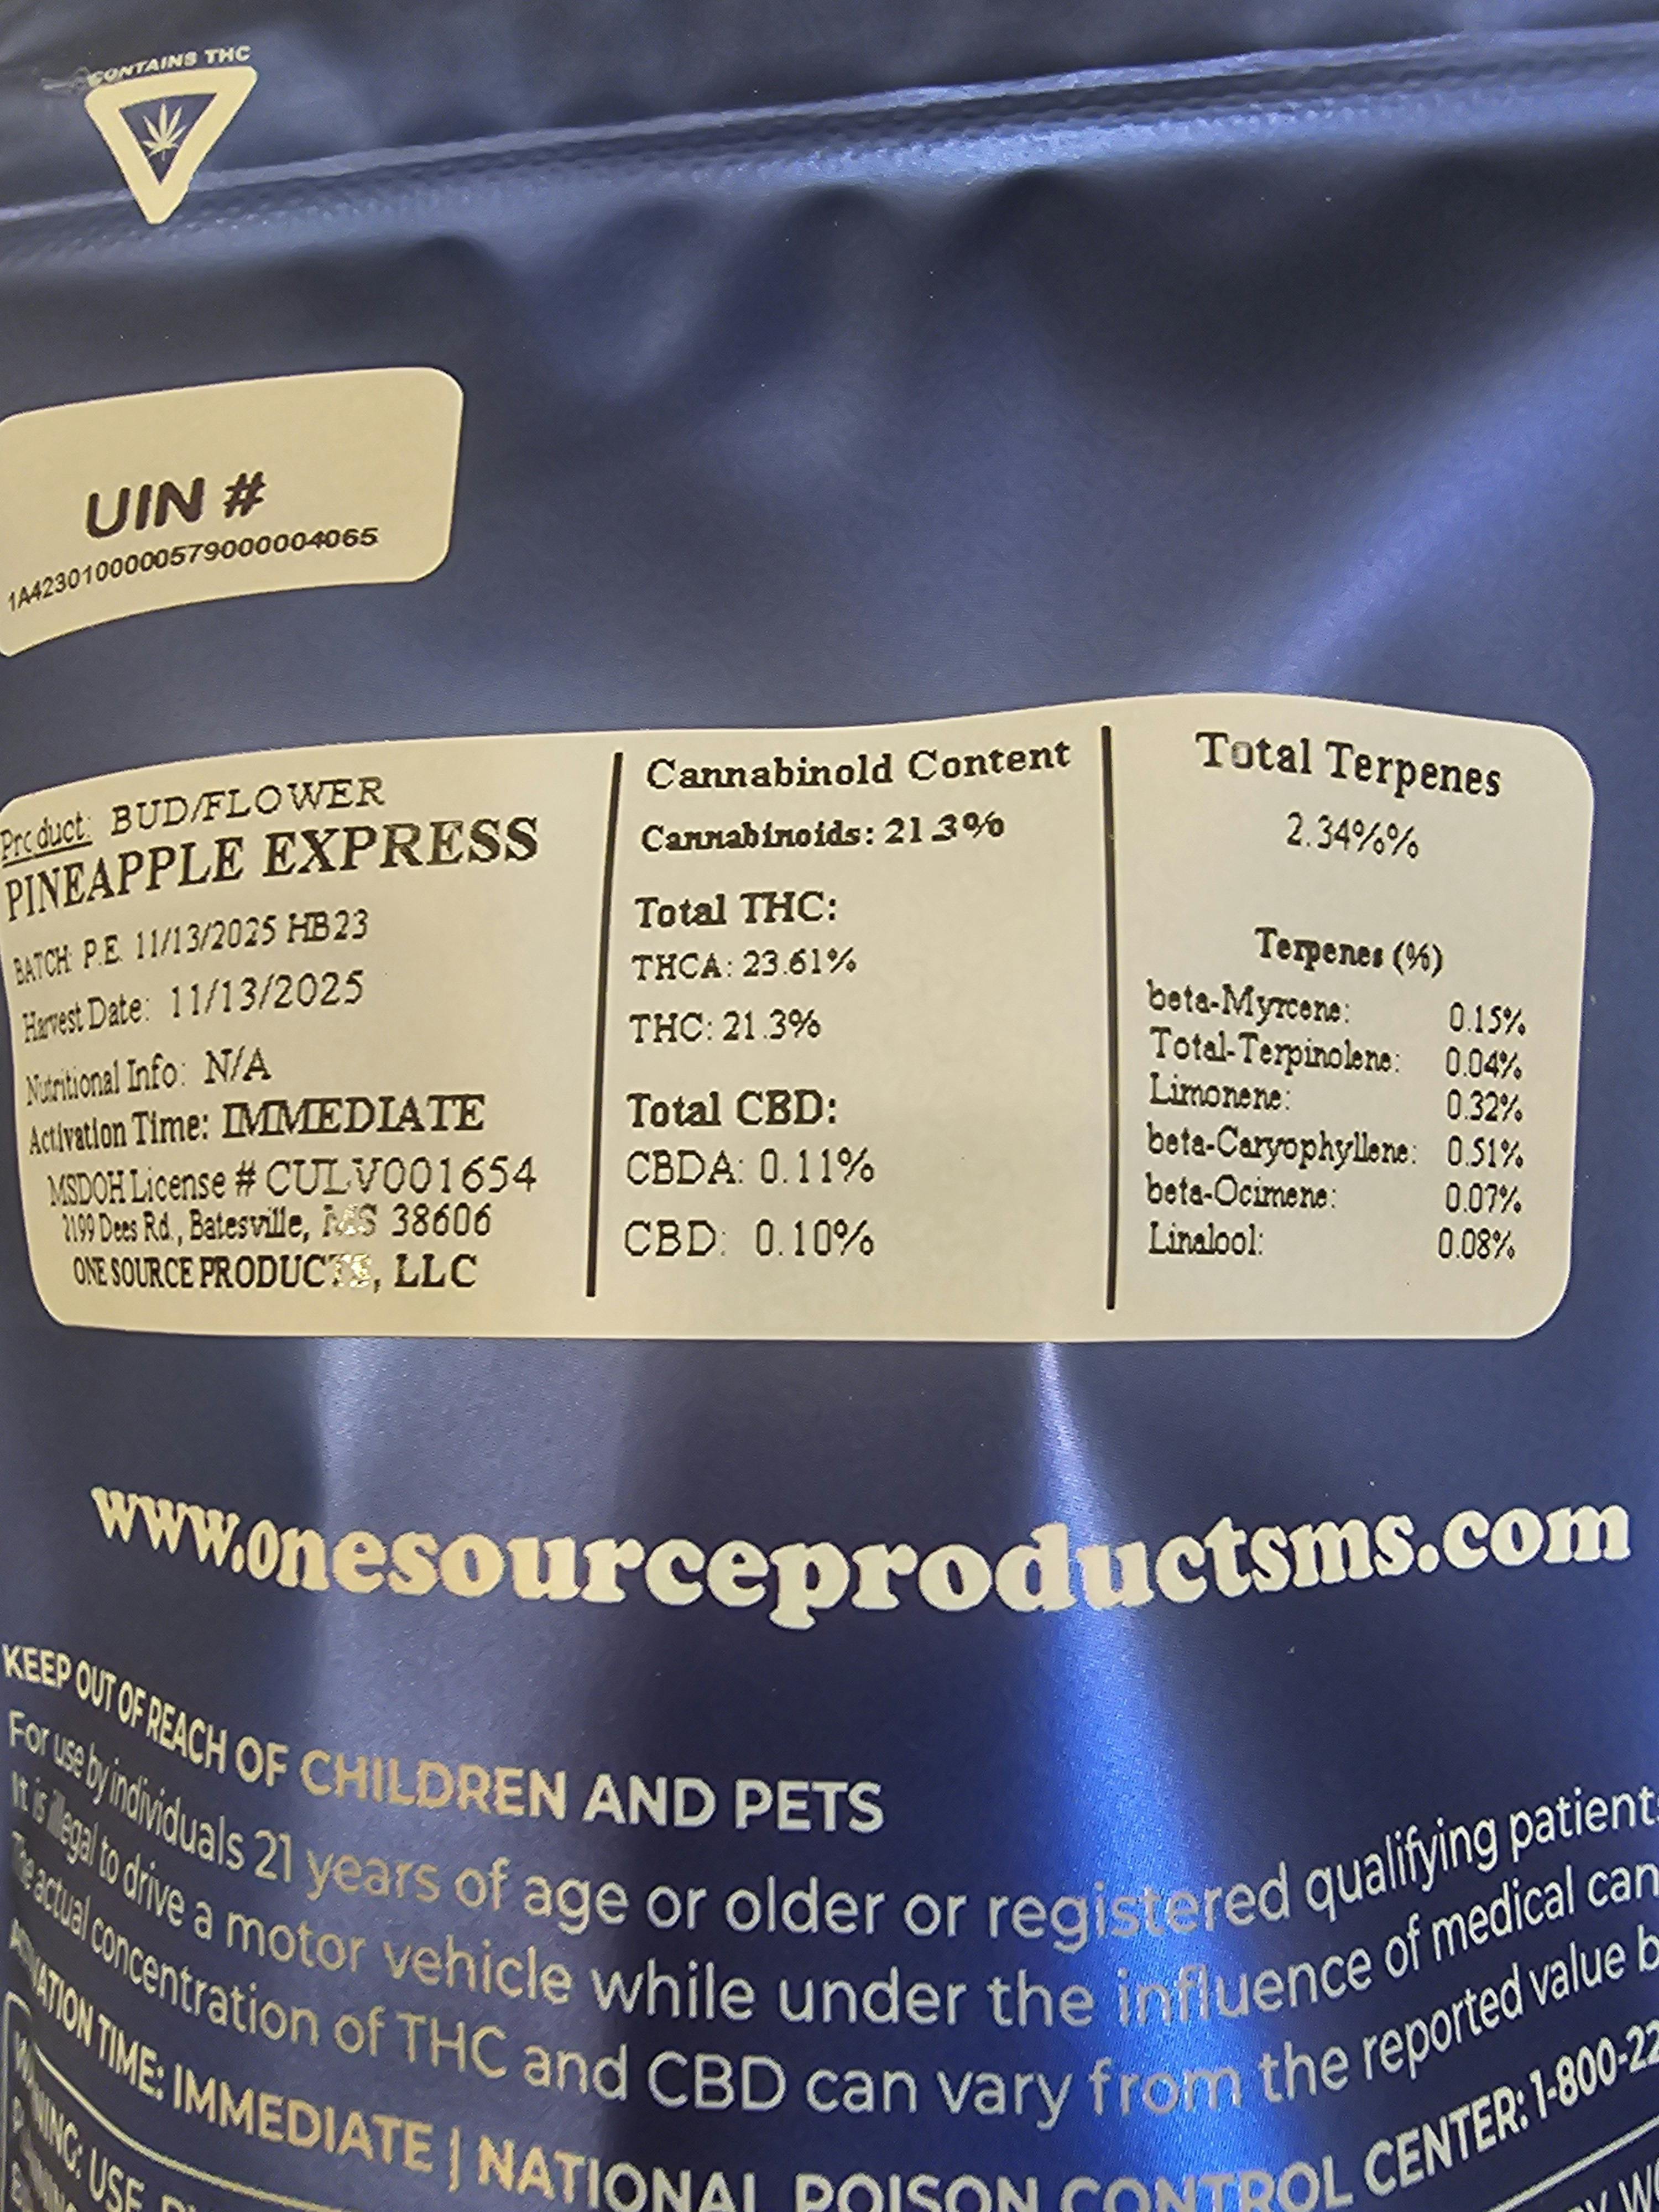 CONTAINS THC
UIN #
1A4230100000579000004065
Product: BUD/FLOWER
PINEAPPLE EXPRESS
BATCH: P.E. 11/13/2025 HB23
Harvest Date: 11/13/2025
Nutritional Info: N/A
Activation Time: IMMEDIATE
MSDOH License # CULV001654
2199 Dees Rd., Batesville, MS 38606
ONE SOURCE PRODUCTS, LLC
Cannabinold Content
Cannabinoids: 21.3%
Total THC:
THCA: 23.61%
THC: 21.3%
Total CBD:
CBDA: 0.11%
CBD: 0.10%
Total Terpenes
2.34%%
Terpenes (%)
beta-Myrcene: 0.15%
Total-Terpinolene: 0.04%
Limonene: 0.32%
beta-Caryophyllene: 0.51%
beta-Ocimene: 0.07%
Linalool: 0.08%
www.onesourceproductsms.com
KEEP OUT OF REACH OF CHILDREN AND PETS
For use by individuals 21 years of age or older or registered qualifying patients
It is illegal to drive a motor vehicle while under the influence of medical can
The actual concentration of THC and CBD can vary from the reported value b
ACTIVATION TIME: IMMEDIATE | NATIONAL POISON CONTROL CENTER: 1-800-22
WARNING: USE